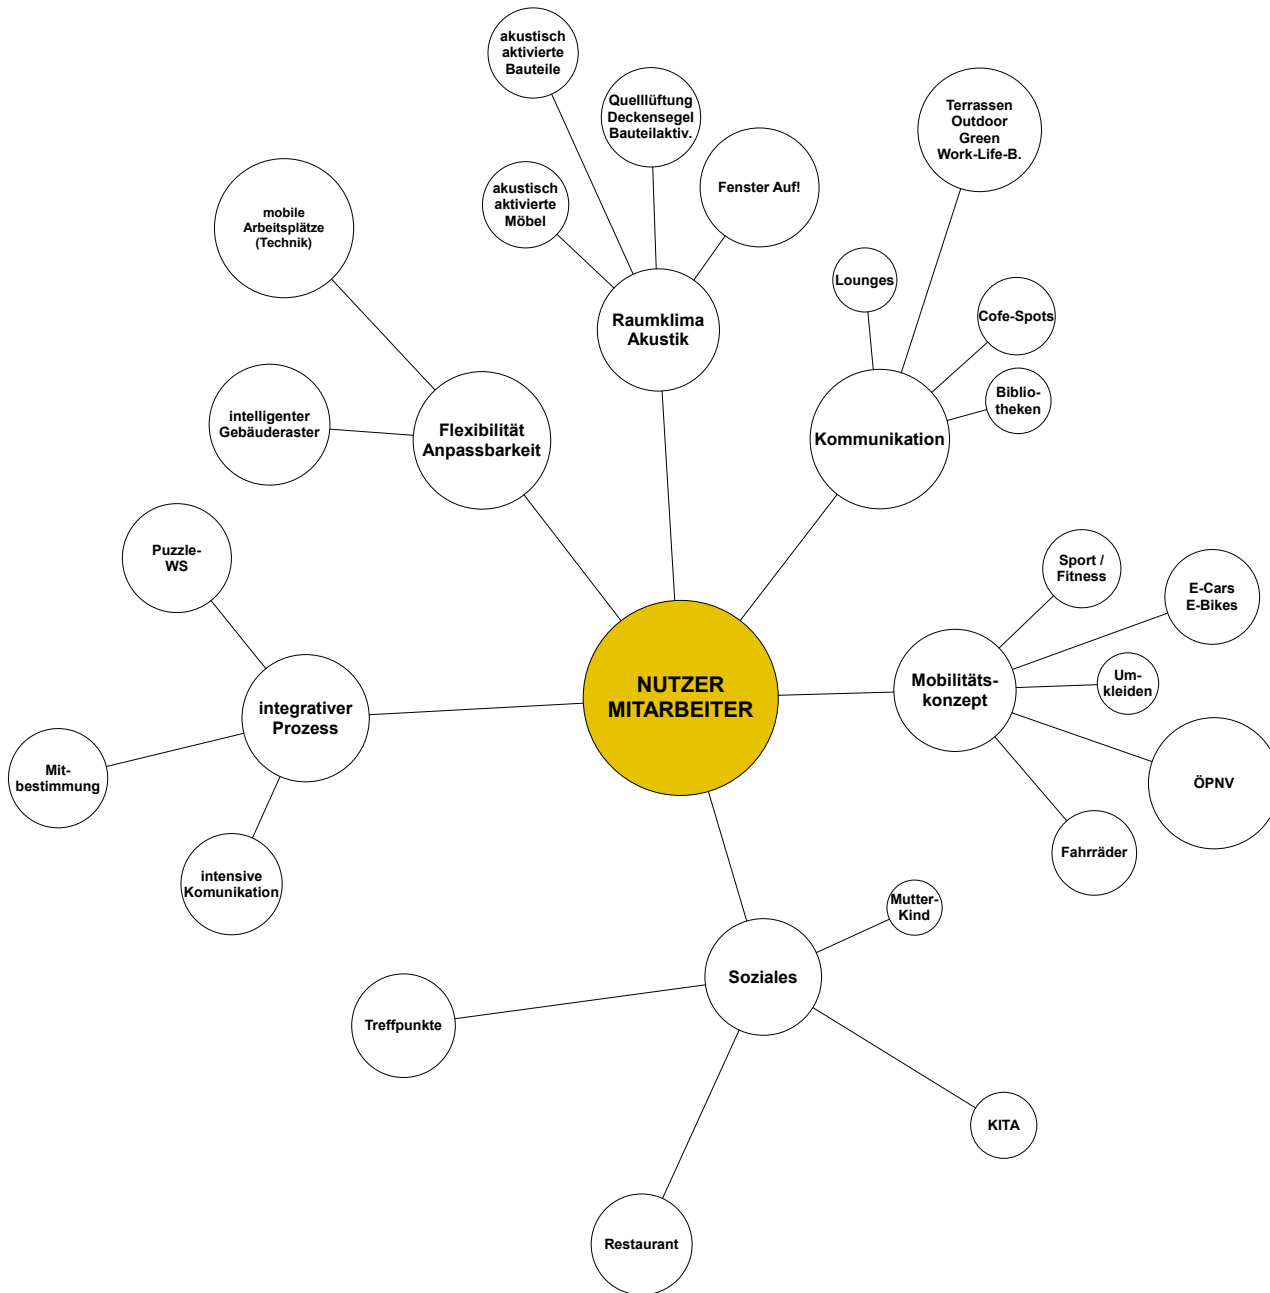 akustisch
aktivierte
Bauteile
Quelllüftung
Deckensegel
Bauteilaktiv.
Terrassen
Outdoor
Green
Work-Life-B.
akustisch
aktivierte
Möbel
Fenster Auf!
mobile
Arbeitsplätze
(Technik)
Lounges
Cofe-Spots
Raumklima
Akustik
Biblio-
theken
intelligenter
Gebäuderaster
Flexibilität
Anpassbarkeit
Kommunikation
Puzzle-
WS
Sport /
Fitness
E-Cars
E-Bikes
NUTZER
MITARBEITER
Mobilitäts-
konzept
Um-
kleiden
integrativer
Prozess
Mit-
bestimmung
ÖPNV
Fahrräder
intensive
Komunikation
Mutter-
Kind
Soziales
Treffpunkte
KITA
Restaurant